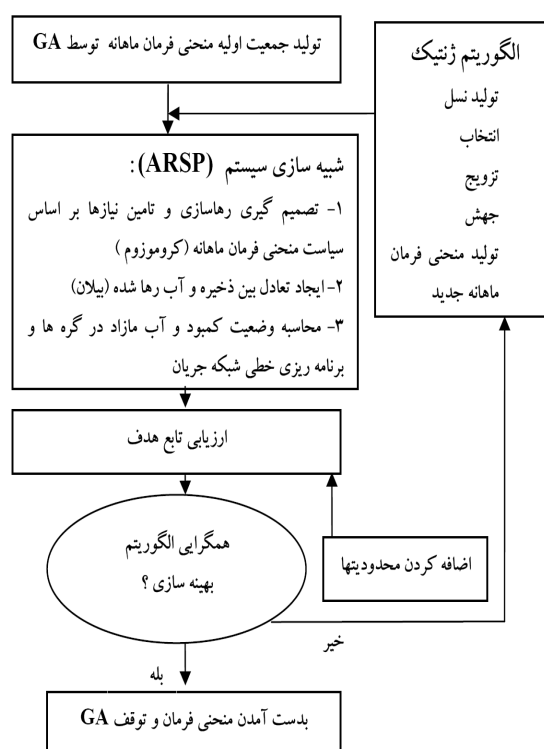 تولید جمعیت اولیه منحنی فرمان ماهانه توسط GA
الگوریتم ژنتیک
تولید نسل
انتخاب
تزویج
جهش
تولید منحنی فرمان
ماهانه جدید
شبیه سازی سیستم (ARSP):
۱- تصمیم گیری رهاسازی و تامین نیازها بر اساس
سیاست منحنی فرمان ماهانه (کروموزوم)
۲- ایجاد تعادل بین ذخیره و آب رها شده (بیلان)
۳- محاسبه وضعیت کمبود و آب مازاد در گره ها و
برنامه ریزی خطی شبکه جریان
ارزیابی تابع هدف
همگرایی الگوریتم
بهینه سازی ؟
اضافه کردن محدودیتها
خیر
بله
بدست آمدن منحنی فرمان و توقف GA